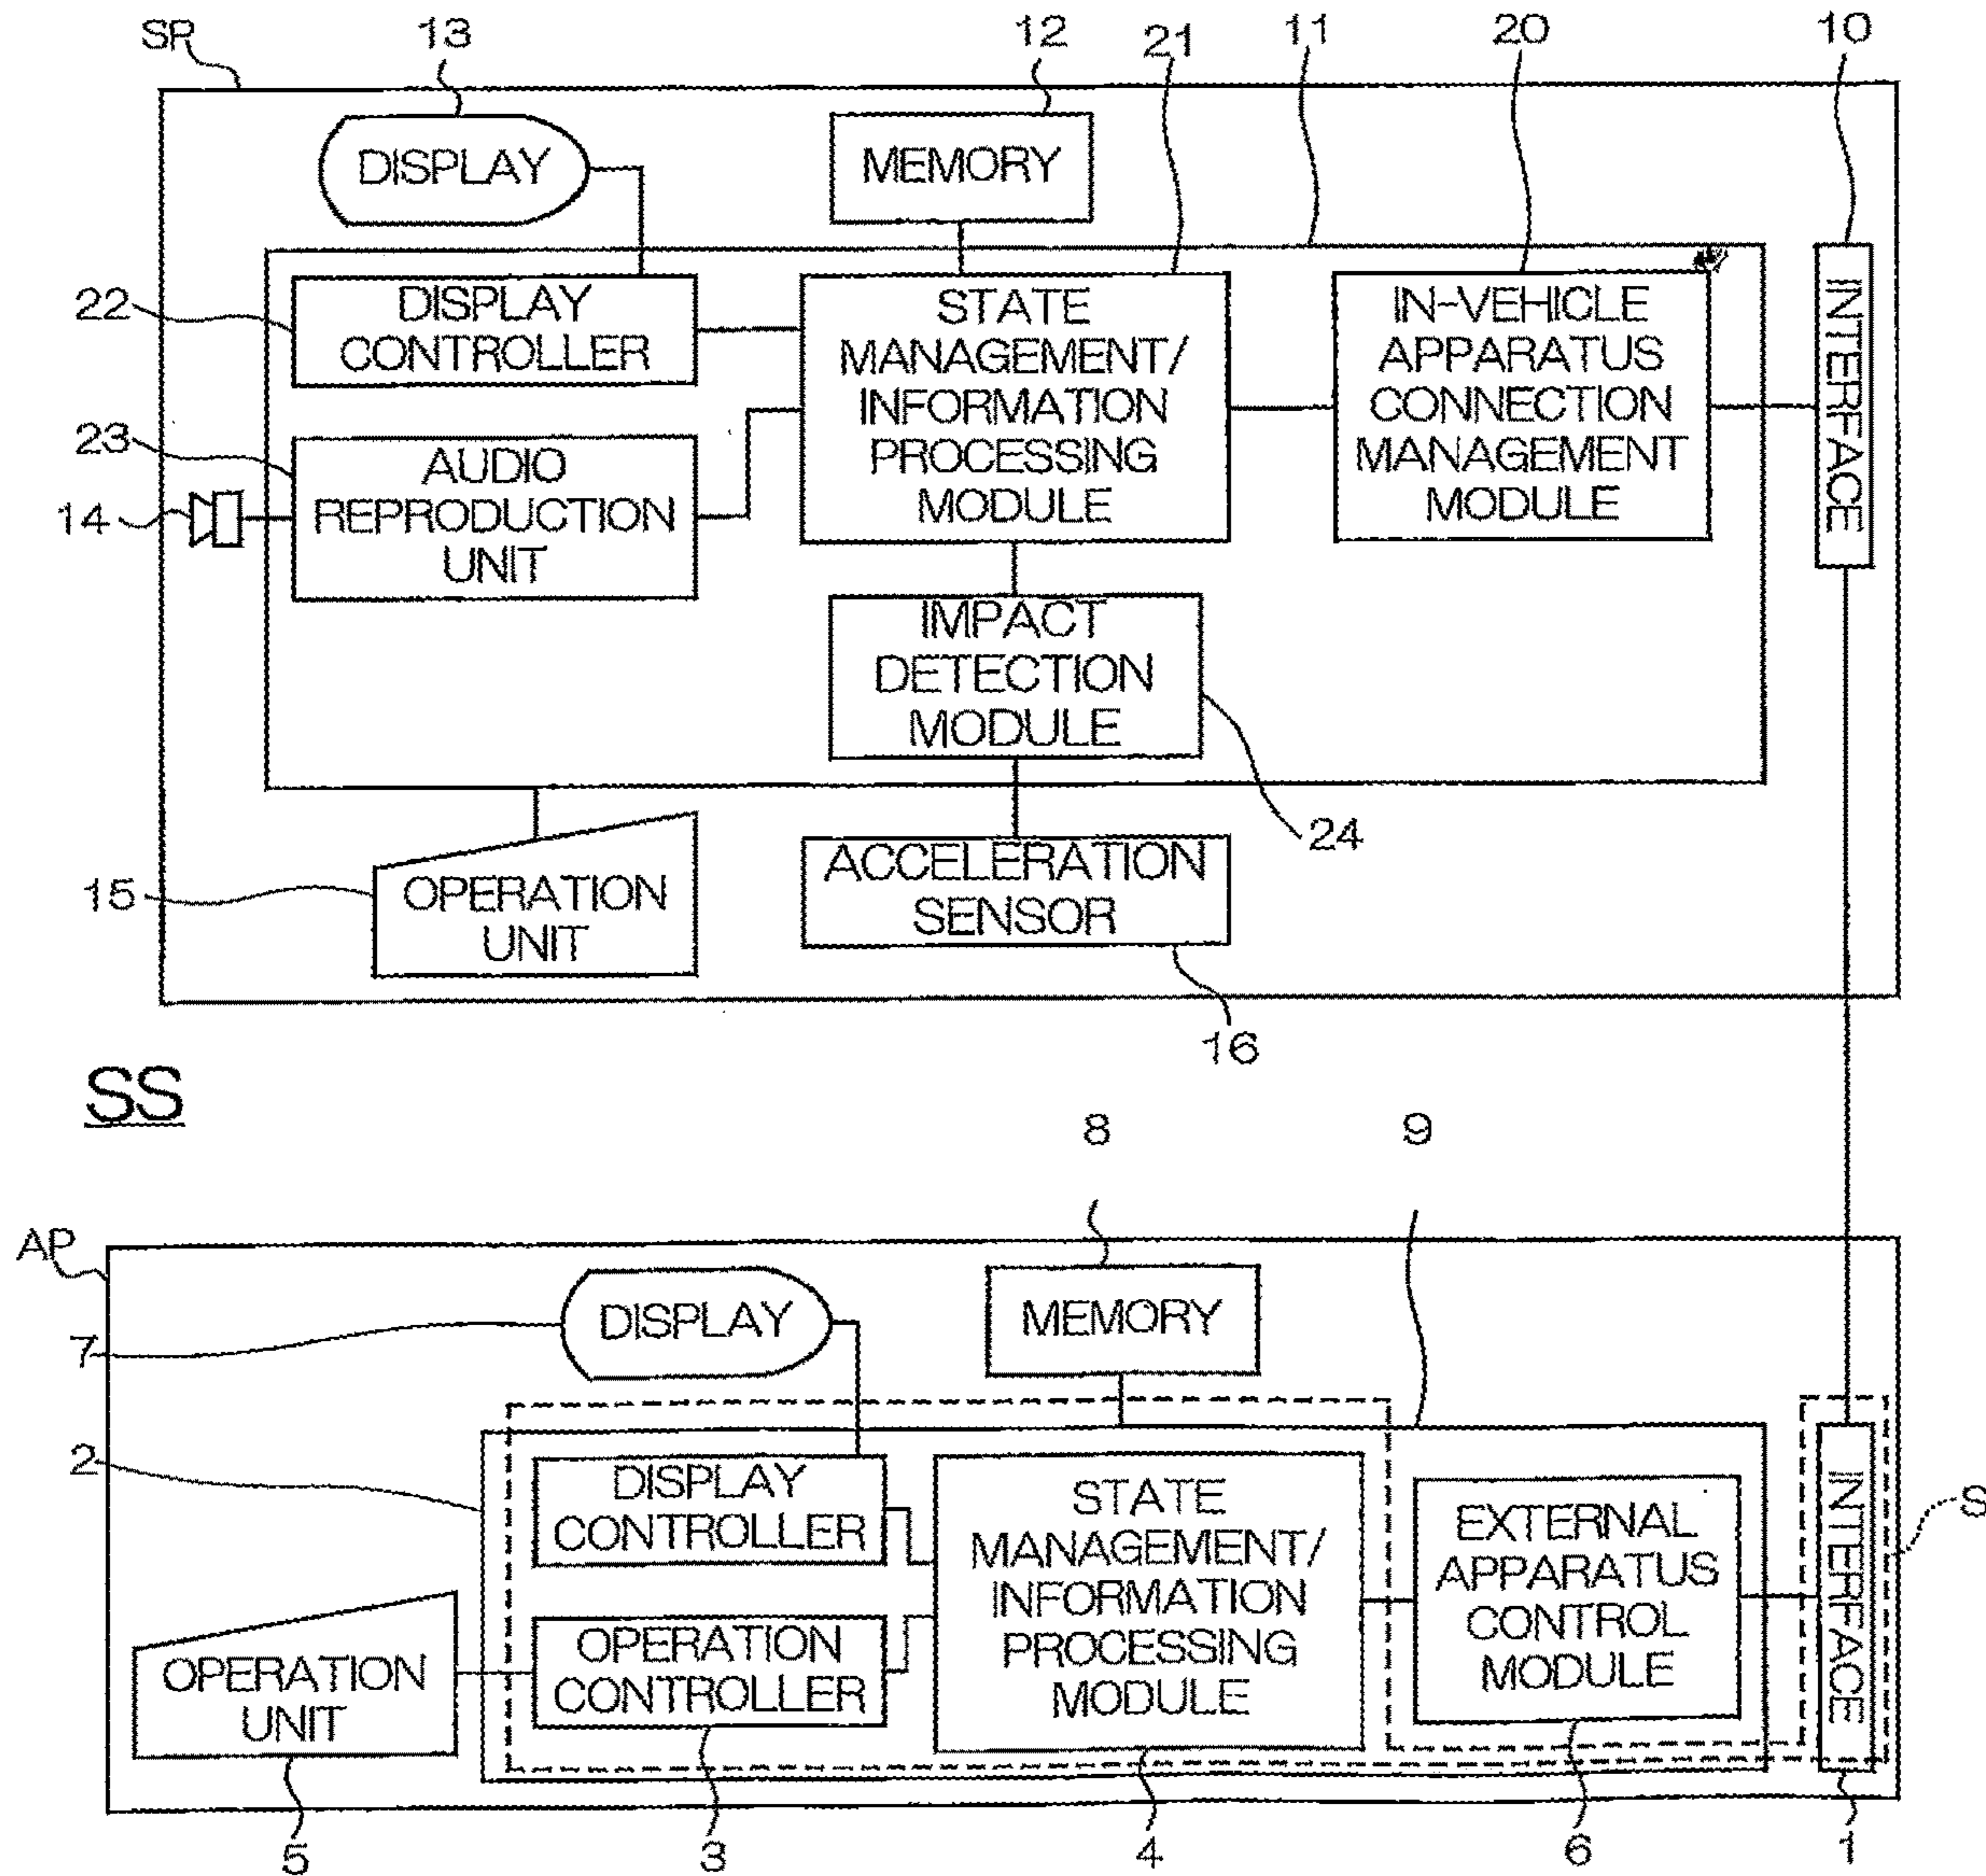 SP
13
12
21
11
20
10
DISPLAY
MEMORY
22
DISPLAY
CONTROLLER
STATE
MANAGEMENT/
INFORMATION
PROCESSING
MODULE
IN-VEHICLE
APPARATUS
CONNECTION
MANAGEMENT
MODULE
INTERFACE
23
14
AUDIO
REPRODUCTION
UNIT
IMPACT
DETECTION
MODULE
24
15
OPERATION
UNIT
ACCELERATION
SENSOR
16
SS
8
9
AP
7
DISPLAY
MEMORY
2
DISPLAY
CONTROLLER
STATE
MANAGEMENT/
INFORMATION
PROCESSING
MODULE
EXTERNAL
APPARATUS
CONTROL
MODULE
INTERFACE
S
OPERATION
UNIT
OPERATION
CONTROLLER
5
3
4
6
1